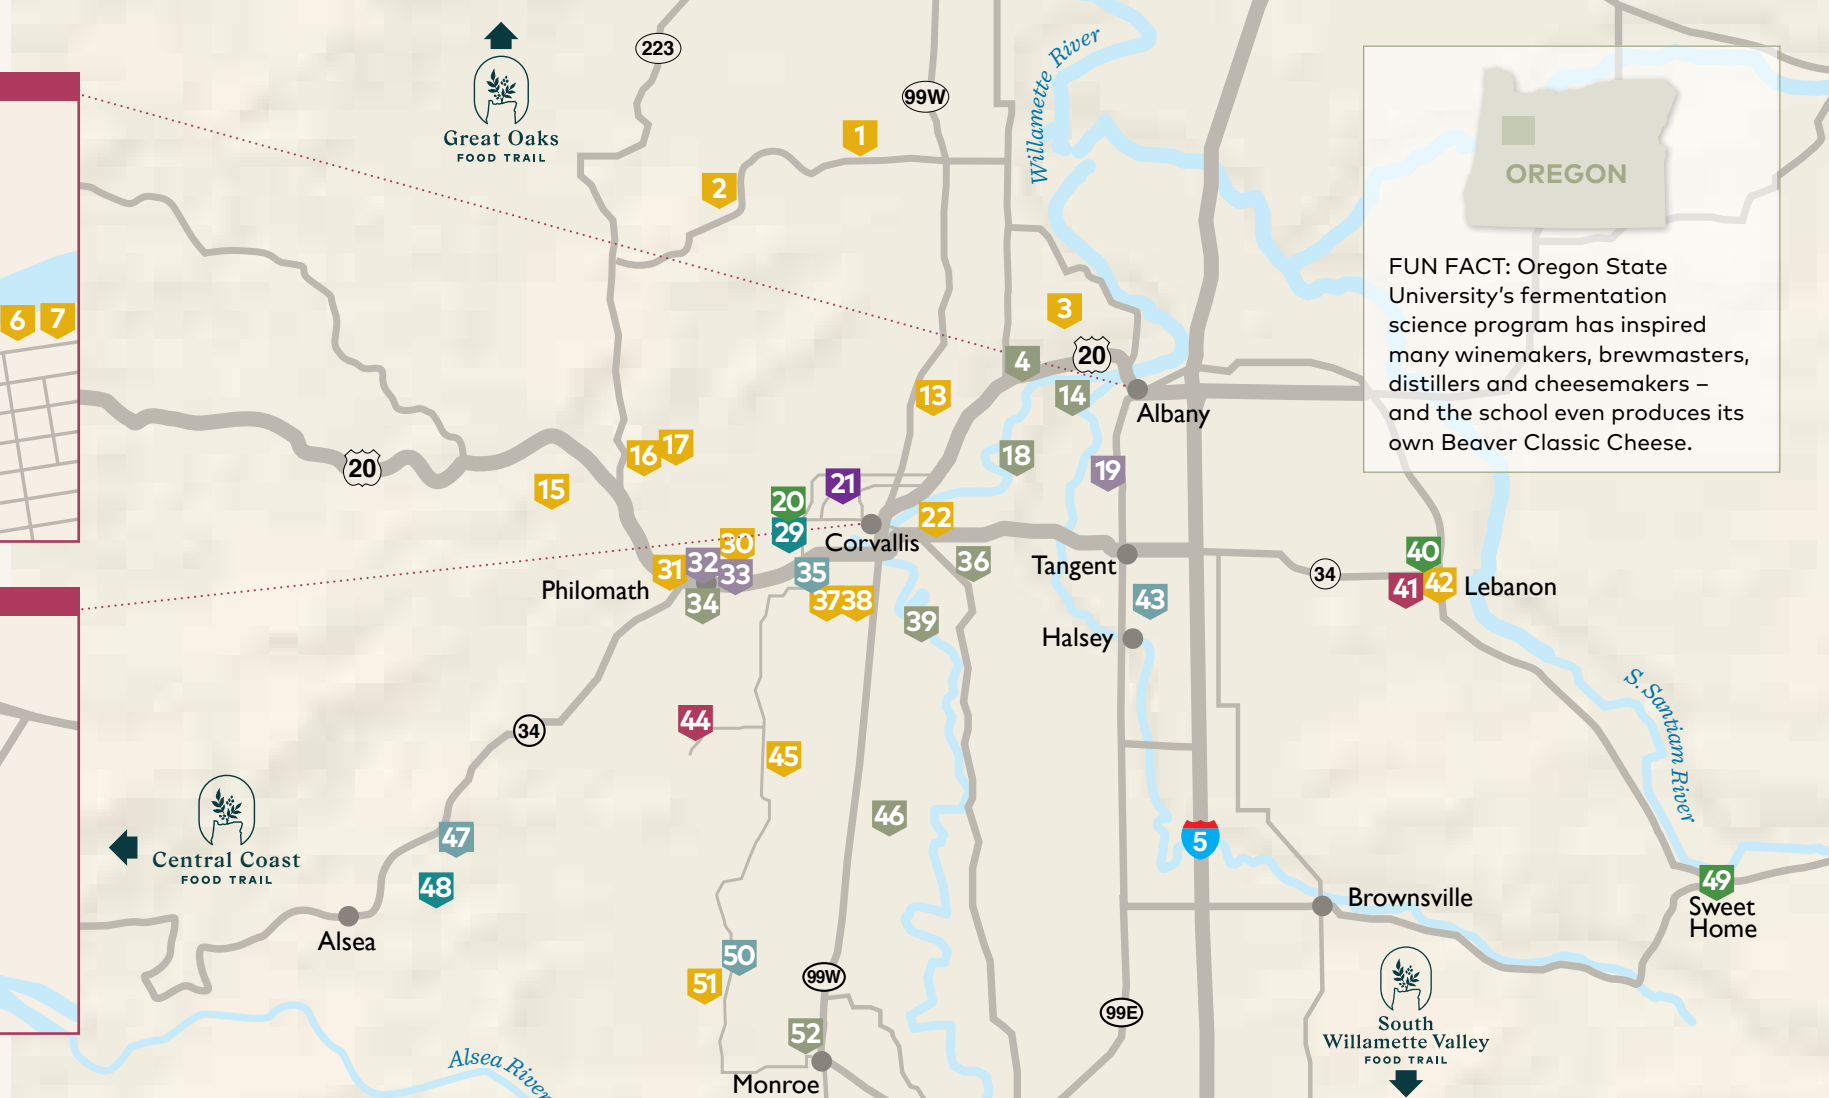 223
99W
Willamette River
Great Oaks
FOOD TRAIL
1
2
OREGON
FUN FACT: Oregon State
University's fermentation
science program has inspired
many winemakers, brewmasters,
distillers and cheesemakers –
and the school even produces its
own Beaver Classic Cheese.
6
7
3
4
20
14
13
Albany
16
17
18
19
20
15
21
20
22
29
Corvallis
30
31
32
33
34
35
36
37
38
39
Philomath
Tangent
34
40
41
42
Lebanon
43
Halsey
S. Santiam River
44
34
45
46
47
5
Central Coast
FOOD TRAIL
48
49
Sweet
Home
Brownsville
Alsea
50
51
99W
99E
South
Willamette Valley
FOOD TRAIL
52
Monroe
Alsea River